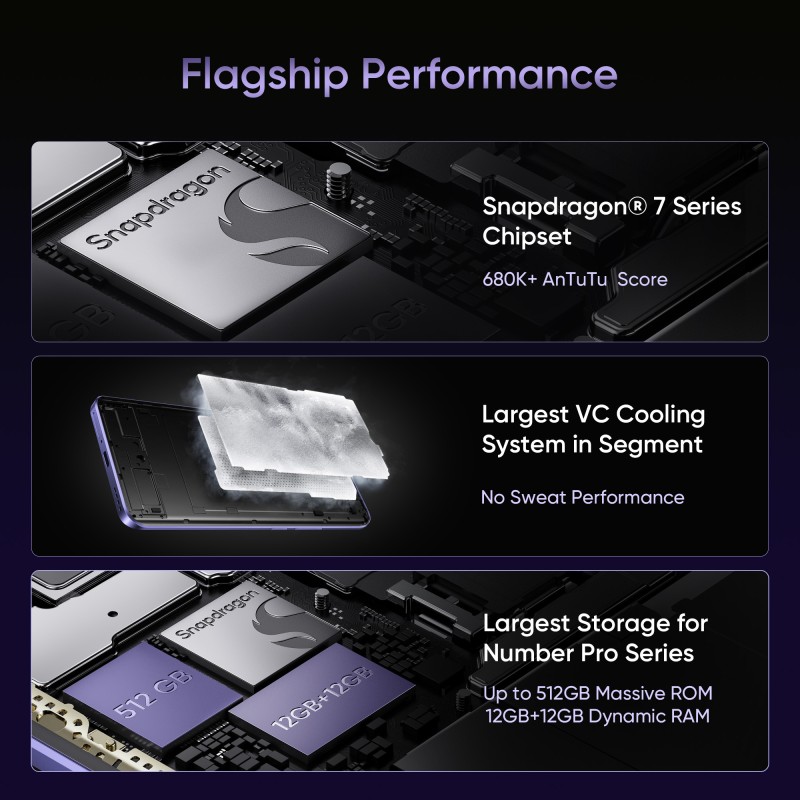 Flagship Performance
Snapdragon
Snapdragon® 7 Series
Chipset
680K+ AnTuTu Score
GB
12GB
Largest VC Cooling
System in Segment
No Sweat Performance
Snapdragon
512 GB
12GB+12GB
Largest Storage for
Number Pro Series
Up to 512GB Massive ROM
12GB+12GB Dynamic RAM